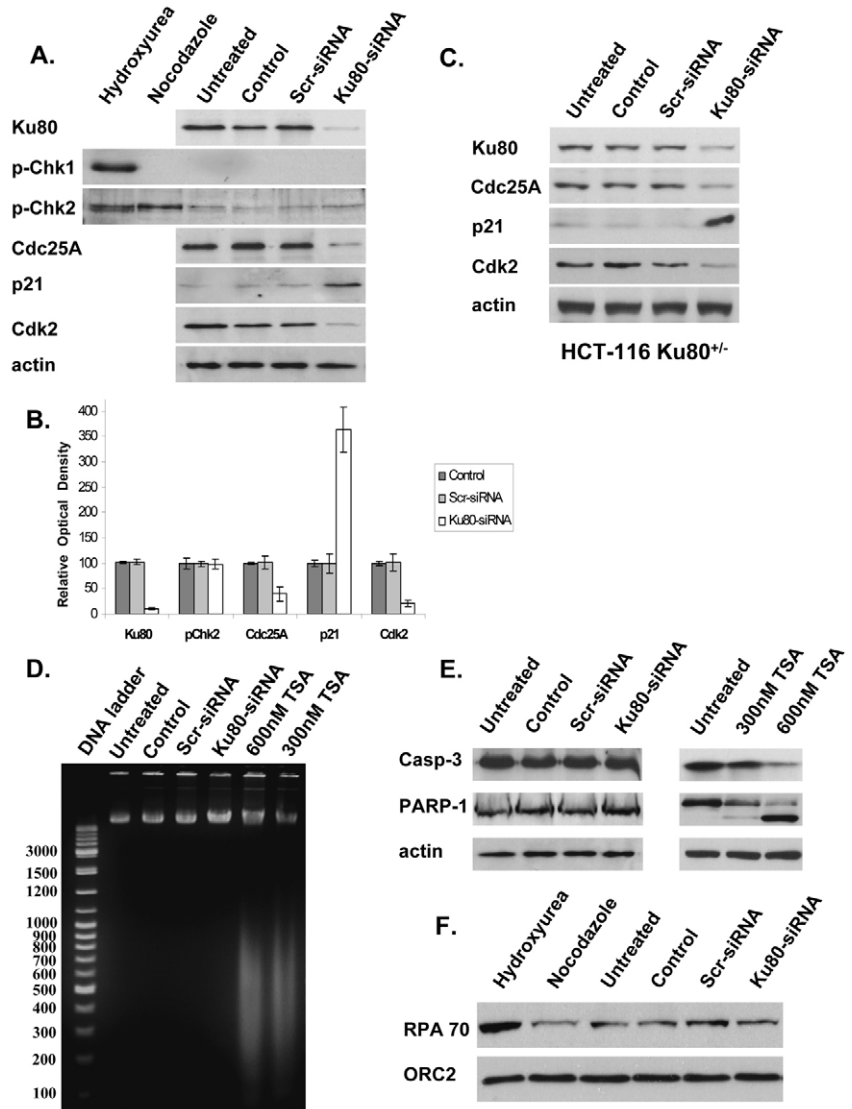 A.
Hydroxyurea
Nocodazole
Untreated
Control
Scr-siRNA
Ku80-siRNA
Ku80
p-Chk1
p-Chk2
Cdc25A
p21
Cdk2
actin
C.
Untreated
Control
Scr-siRNA
Ku80-siRNA
Ku80
Cdc25A
p21
Cdk2
actin
HCT-116 Ku80+/-
B.
Relative Optical Density
400
350
300
250
200
150
100
50
0
Ku80
pChk2
Cdc25A
p21
Cdk2
Control
Scr-siRNA
Ku80-siRNA
D.
DNA ladder
Untreated
Control
Scr-siRNA
Ku80-siRNA
600nM TSA
300nM TSA
3000
1500
1200
1000
900
800
700
600
500
400
300
200
100
E.
Untreated
Control
Scr-siRNA
Ku80-siRNA
Untreated
300nM TSA
600nM TSA
Casp-3
PARP-1
actin
F.
Hydroxyurea
Nocodazole
Untreated
Control
Scr-siRNA
Ku80-siRNA
RPA 70
ORC2